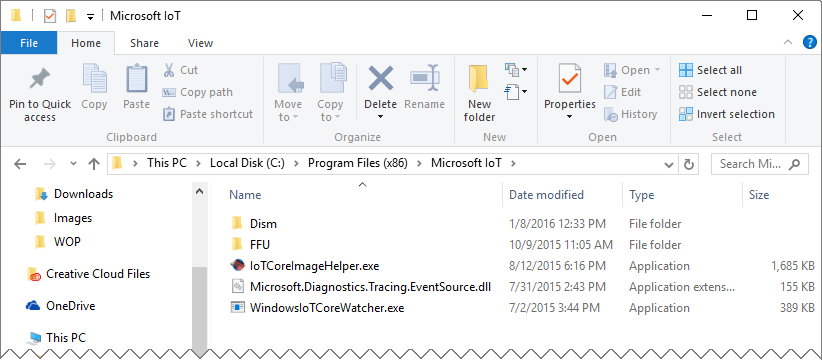 Microsoft IoT
File Home Share View
Pin to Quick access
Copy
Paste
Cut
Copy path
Paste shortcut
Clipboard
Move to
Copy to
Delete
Rename
Organize
New folder
New
Properties
Open
Edit
History
Open
Select all
Select none
Invert selection
Select
This PC > Local Disk (C:) > Program Files (x86) > Microsoft IoT >
Search Mi...
Downloads
Images
WOP
Creative Cloud Files
OneDrive
This PC
Name Date modified Type Size
Dism 1/8/2016 12:33 PM File folder
FFU 10/9/2015 11:05 AM File folder
IoTCoreImageHelper.exe 8/12/2015 6:16 PM Application 1,685 KB
Microsoft.Diagnostics.Tracing.EventSource.dll 7/31/2015 2:43 PM Application extens... 155 KB
WindowsIoTCoreWatcher.exe 7/2/2015 3:44 PM Application 389 KB